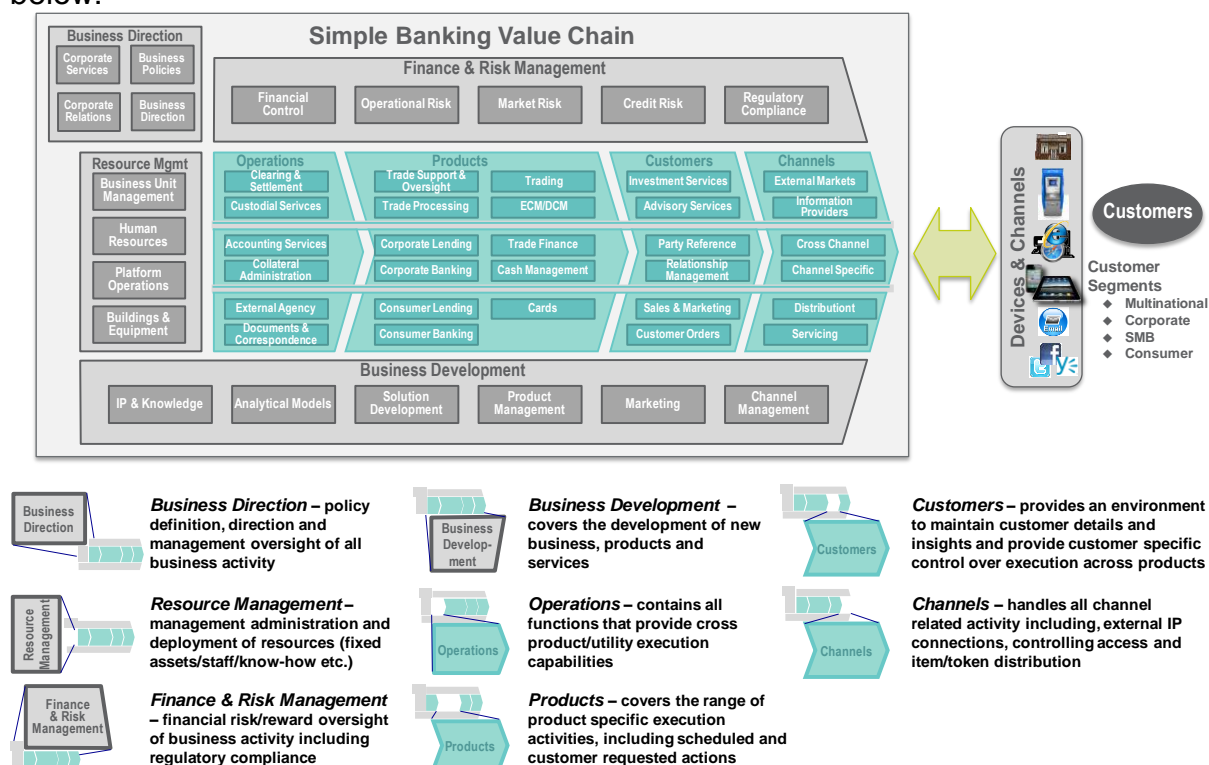 below.
Simple Banking Value Chain
Business Direction
Corporate
Services
Business
Policies
Corporate
Relations
Business
Direction
Finance & Risk Management
Financial
Control
Operational Risk
Market Risk
Credit Risk
Regulatory
Compliance
Resource Mgmt
Business Unit
Management
Human
Resources
Platform
Operations
Buildings &
Equipment
Operations
Clearing &
Settlement
Custodial Serivces
Accounting Services
Collateral
Administration
External Agency
Documents &
Correspondence
Products
Trade Support &
Oversight
Trading
Trade Processing
ECM/DCM
Corporate Lending
Trade Finance
Corporate Banking
Cash Management
Consumer Lending
Cards
Consumer Banking
Customers
Investment Services
Advisory Services
Party Reference
Relationship
Management
Sales & Marketing
Customer Orders
Channels
External Markets
Information
Providers
Cross Channel
Channel Specific
Distributiont
Servicing
Business Development
IP & Knowledge
Analytical Models
Solution
Development
Product
Management
Marketing
Channel
Management
Devices & Channels
Email
Customers
Customer
Segments
◆ Multinational
◆ Corporate
◆ SMB
◆ Consumer
Business
Direction
Business Direction – policy
definition, direction and
management oversight of all
business activity
Business
Develop-
ment
Business Development –
covers the development of new
business, products and
services
Customers
Customers – provides an environment
to maintain customer details and
insights and provide customer specific
control over execution across products
Resource
Management
Resource Management –
management administration and
deployment of resources (fixed
assets/staff/know-how etc.)
Operations
Operations – contains all
functions that provide cross
product/utility execution
capabilities
Channels
Channels – handles all channel
related activity including, external IP
connections, controlling access and
item/token distribution
Finance
& Risk
Management
Finance & Risk Management
– financial risk/reward oversight
of business activity including
regulatory compliance
Products
Products – covers the range of
product specific execution
activities, including scheduled and
customer requested actions